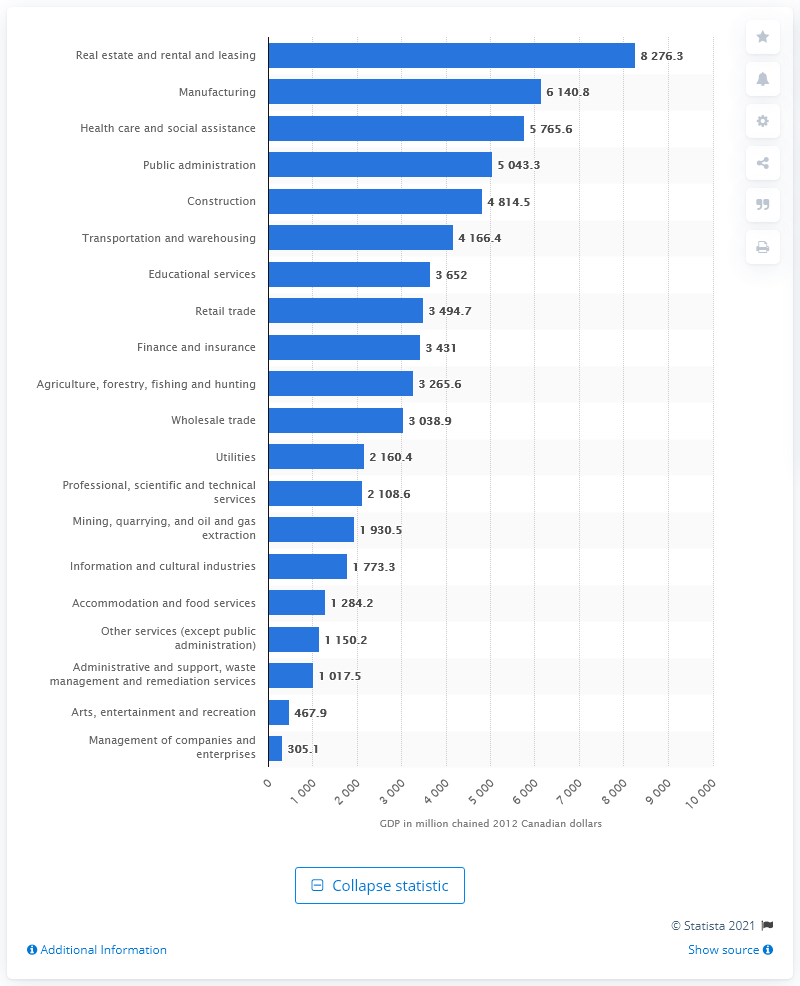 Real estate and rental and leasing 8 276.3
Manufacturing 6 140.8
Health care and social assistance 5 765.6
Public administration 5 043.3
Construction 4 814.5
Transportation and warehousing 4 166.4
Educational services 3 652
Retail trade 3 494.7
Finance and insurance 3 431
Agriculture, forestry, fishing and hunting 3 265.6
Wholesale trade 3 038.9
Utilities 2 160.4
Professional, scientific and technical
services 2 108.6
Mining, quarrying, and oil and gas
extraction 1 930.5
Information and cultural industries 1 773.3
Accommodation and food services 1 284.2
Other services (except public
administration) 1 150.2
Administrative and support, waste
management and remediation services 1 017.5
Arts, entertainment and recreation 467.9
Management of companies and
enterprises 305.1
0 1 000 2 000 3 000 4 000 5 000 6 000 7 000 8 000 9 000 10 000
GDP in million chained 2012 Canadian dollars
Collapse statistic
© Statista 2021
Additional Information Show source